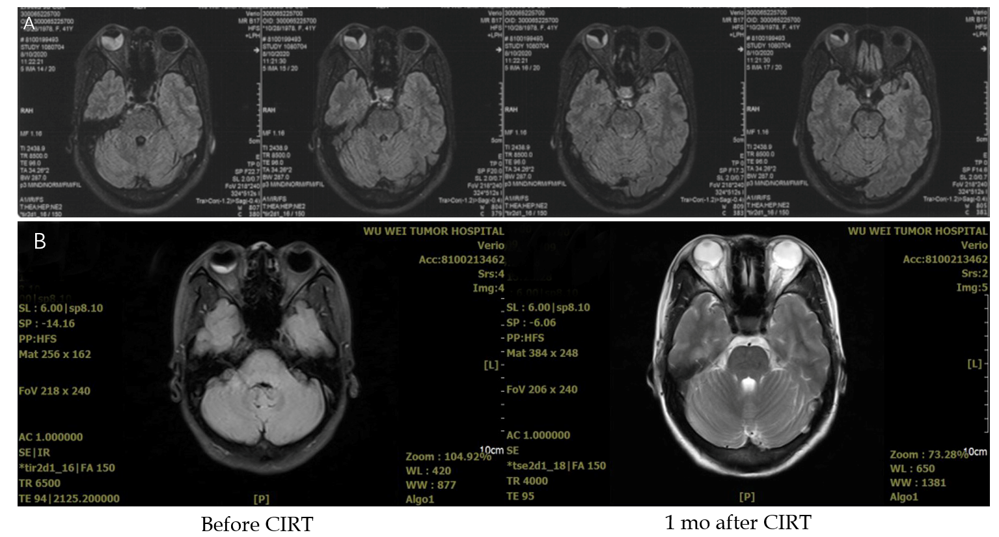 A
OID: 300065225700
*10/28/1978, F, 41Y
# 8100199493
STUDY 1080704
8/10/2020
11:22:21
5 IMA 14 / 20
RAH
MF 1.16
TI 2438.9
TR 8500.0
TE 96.0
TA 34.26*2
BW 287.0
p3 M/ND/NORM/FM/FIL
A1/IR/FS
T:HEA;HEP;NE2
*tir2d1_16 / 150
Verio
MR B17
HFS
+LPH
5cm
E
TP 0
SP F22.7
SL 2.0/0.7
FoV 218*240
324*512s
Tra>Cor(-1.2)>Sag(-0.4)
W 807
C 380
300065225700
OID: 300065225700
*10/28/1978, F, 41Y
# 8100199493
STUDY 1080704
8/10/2020
11:21:30
5 IMA 15 / 20
RAH
MF 1.16
TI 2438.9
TR 8500.0
TE 96.0
TA 34.26*2
BW 287.0
p3 M/ND/NORM/FM/FIL
A1/IR/FS
T:HEA;HEP;NE2
*tir2d1_16 / 150
Verio
MR B17
HFS
+LPH
5cm
E
TP 0
SP F20.0
SL 2.0/0.7
FoV 218*240
324*512s
Tra>Cor(-1.2)>Sag(-0.4)
W 804
C 379
300065225700
OID: 300065225700
*10/28/1978, F, 41Y
# 8100199493
STUDY 1080704
8/10/2020
11:22:21
5 IMA 16 / 20
RAH
MF 1.16
TI 2438.9
TR 8500.0
TE 96.0
TA 34.26*2
BW 287.0
p3 M/ND/NORM/FM/FIL
A1/IR/FS
T:HEA;HEP;NE2
*tir2d1_16 / 150
Verio
MR B17
HFS
+LPH
5cm
E
TP 0
SP F17.3
SL 2.0/0.7
FoV 218*240
324*512s
Tra>Cor(-1.2)>Sag(-0.4)
W 809
C 383
300065225700
OID: 300065225700
*10/28/1978, F, 41Y
# 8100199493
STUDY 1080704
8/10/2020
11:21:30
5 IMA 17 / 20
RAH
MF 1.16
TI 2438.9
TR 8500.0
TE 96.0
TA 34.26*2
BW 287.0
p3 M/ND/NORM/FM/FIL
A1/IR/FS
T:HEA;HEP;NE2
*tir2d1_16 / 150
Verio
MR B17
HFS
+LPH
5cm
E
TP 0
SP F14.6
SL 2.0/0.7
FoV 218*240
324*512s
Tra>Cor(-1.2)>Sag(-0.4)
W 805
C 381
B
WU WEI TUMOR HOSPITAL
Verio
Acc:8100213462
Srs:4
Img:4
SL : 6.00|sp8.10
SP : -14.16
PP:HFS
Mat 256 x 162
[L]
FoV 218 x 240
AC 1.000000
SE|IR
*tir2d1_16|FA 150
TR 6500
TE 94|2125.200000
[P]
10cm
Zoom : 104.92%
WL : 420
WW : 877
Algo1
WU WEI TUMOR HOSPITAL
Verio
Acc:8100213462
Srs:2
Img:5
SL : 6.00|sp8.10
SP : -6.06
PP:HFS
Mat 384 x 248
[L]
FoV 206 x 240
AC 1.000000
SE
*tse2d1_18|FA 150
TR 4000
TE 95
[P]
10cm
Zoom : 73.28%
WL : 650
WW : 1381
Algo1
Before CIRT
1 mo after CIRT